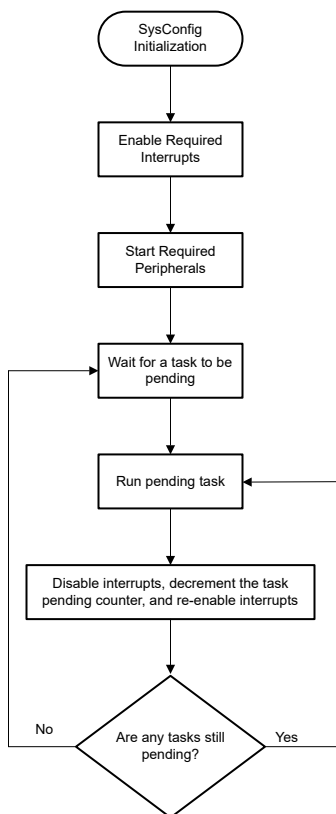 SysConfig
Initialization
Enable Required
Interrupts
Start Required
Peripherals
Wait for a task to be
pending
Run pending task
Disable interrupts, decrement the task
pending counter, and re-enable interrupts
Are any tasks still
pending?
No
Yes